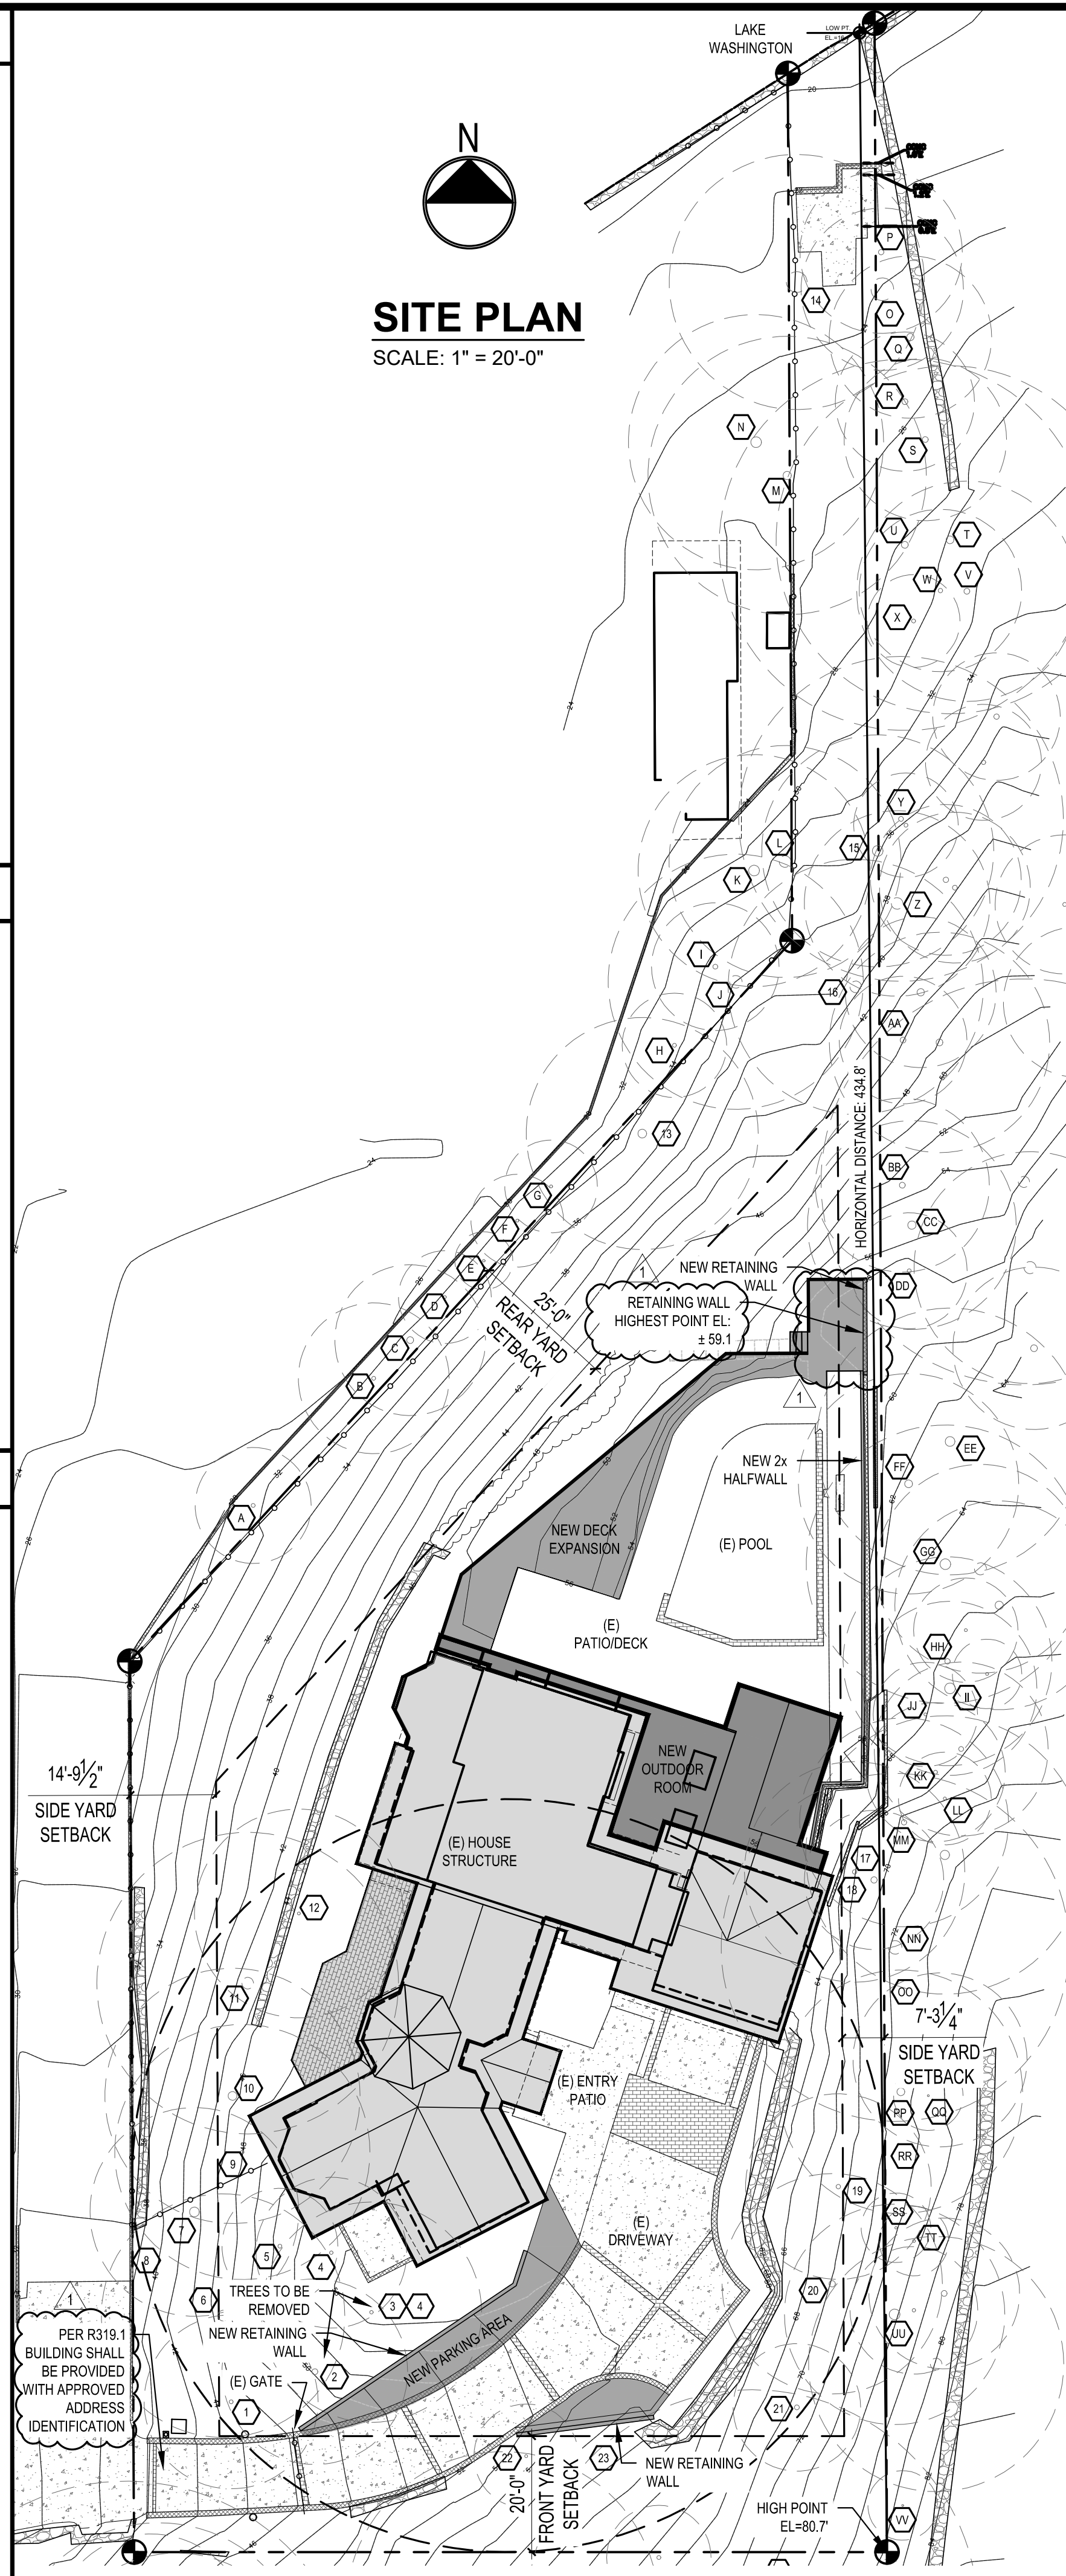 LAKE
WASHINGTON
LOW PT.
N
SITE PLAN
SCALE: 1" = 20'-0"
20
P
14
O
Q
R
N
S
M
U
T
W
V
X
24
Y
L
15
K
Z
I
J
16
AA
H
13
HORIZONTAL DISTANCE: 434.8'
BB
G
CC
F
E
D
C
B
A
24
1
NEW RETAINING
WALL
DD
RETAINING WALL
HIGHEST POINT EL:
± 59.1
25'-0"
REAR YARD
SETBACK
1
NEW 2x
HALFWALL
EE
FF
NEW DECK
EXPANSION
(E) POOL
GG
(E)
PATIO/DECK
HH
II
JJ
14'-9½"
SIDE YARD
SETBACK
NEW
OUTDOOR
ROOM
KK
LL
MM
(E) HOUSE
STRUCTURE
17
18
12
NN
11
OO
7'-3¼"
SIDE YARD
SETBACK
10
(E) ENTRY
PATIO
PP
QQ
9
RR
19
7
SS
(E)
DRIVEWAY
TT
8
5
4
6
TREES TO BE
REMOVED
3
4
20
1
NEW RETAINING
WALL
NEW PARKING AREA
UU
PER R319.1
BUILDING SHALL
BE PROVIDED
WITH APPROVED
ADDRESS
IDENTIFICATION
(E) GATE
2
1
21
22
23
20'-0"
FRONT YARD
SETBACK
NEW RETAINING
WALL
HIGH POINT
EL=80.7'
VV